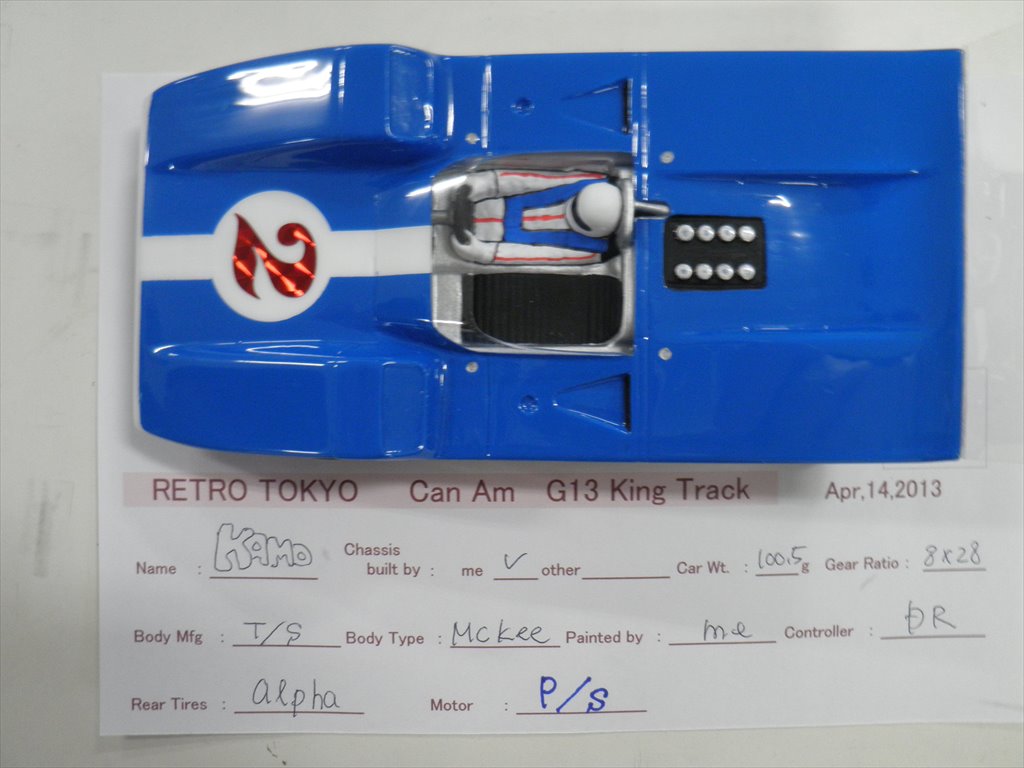 2
RETRO TOKYO Can Am G13 King Track Apr,14,2013
Name : KAMO Chassis built by : me ✓ other Car Wt. : 100.5g Gear Ratio : 8x28
Body Mfg : T/S Body Type : McKee Painted by : me Controller : DR
Rear Tires : alpha Motor : P/S